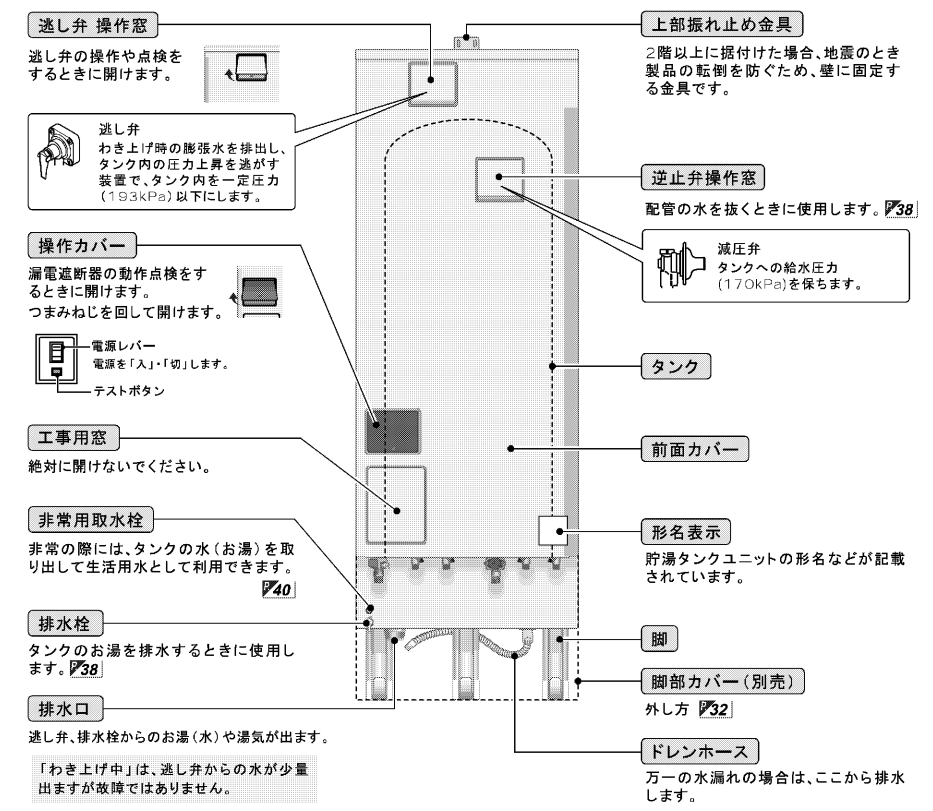 逃し弁 操作窓
逃し弁の操作や点検を
するときに開けます。
逃し弁
わき上げ時の膨張水を排出し、
タンク内の圧力上昇を逃がす
装置で、タンク内を一定圧力
(193kPa)以下にします。
操作カバー
漏電遮断器の動作点検をす
るときに開けます。
つまみねじを回して開けます。
電源レバー
電源を「入」・「切」します。
テストボタン
工事用窓
絶対に開けないでください。
非常用取水栓
非常の際には、タンクの水(お湯)を取
り出して生活用水として利用できます。
P40
排水栓
タンクのお湯を排水するときに使用し
ます。P38
排水口
逃し弁、排水栓からのお湯(水)や湯気が出ます。
「わき上げ中」は、逃し弁からの水が少量
出ますが故障ではありません。
上部振れ止め金具
2階以上に据付けた場合、地震のとき
製品の転倒を防ぐため、壁に固定す
る金具です。
逆止弁操作窓
配管の水を抜くときに使用します。P38
減圧弁
タンクへの給水圧力
(170kPa)を保ちます。
タンク
前面カバー
形名表示
貯湯タンクユニットの形名などが記載
されています。
脚
脚部カバー(別売)
外し方 P32
ドレンホース
万一の水漏れの場合は、ここから排水
します。